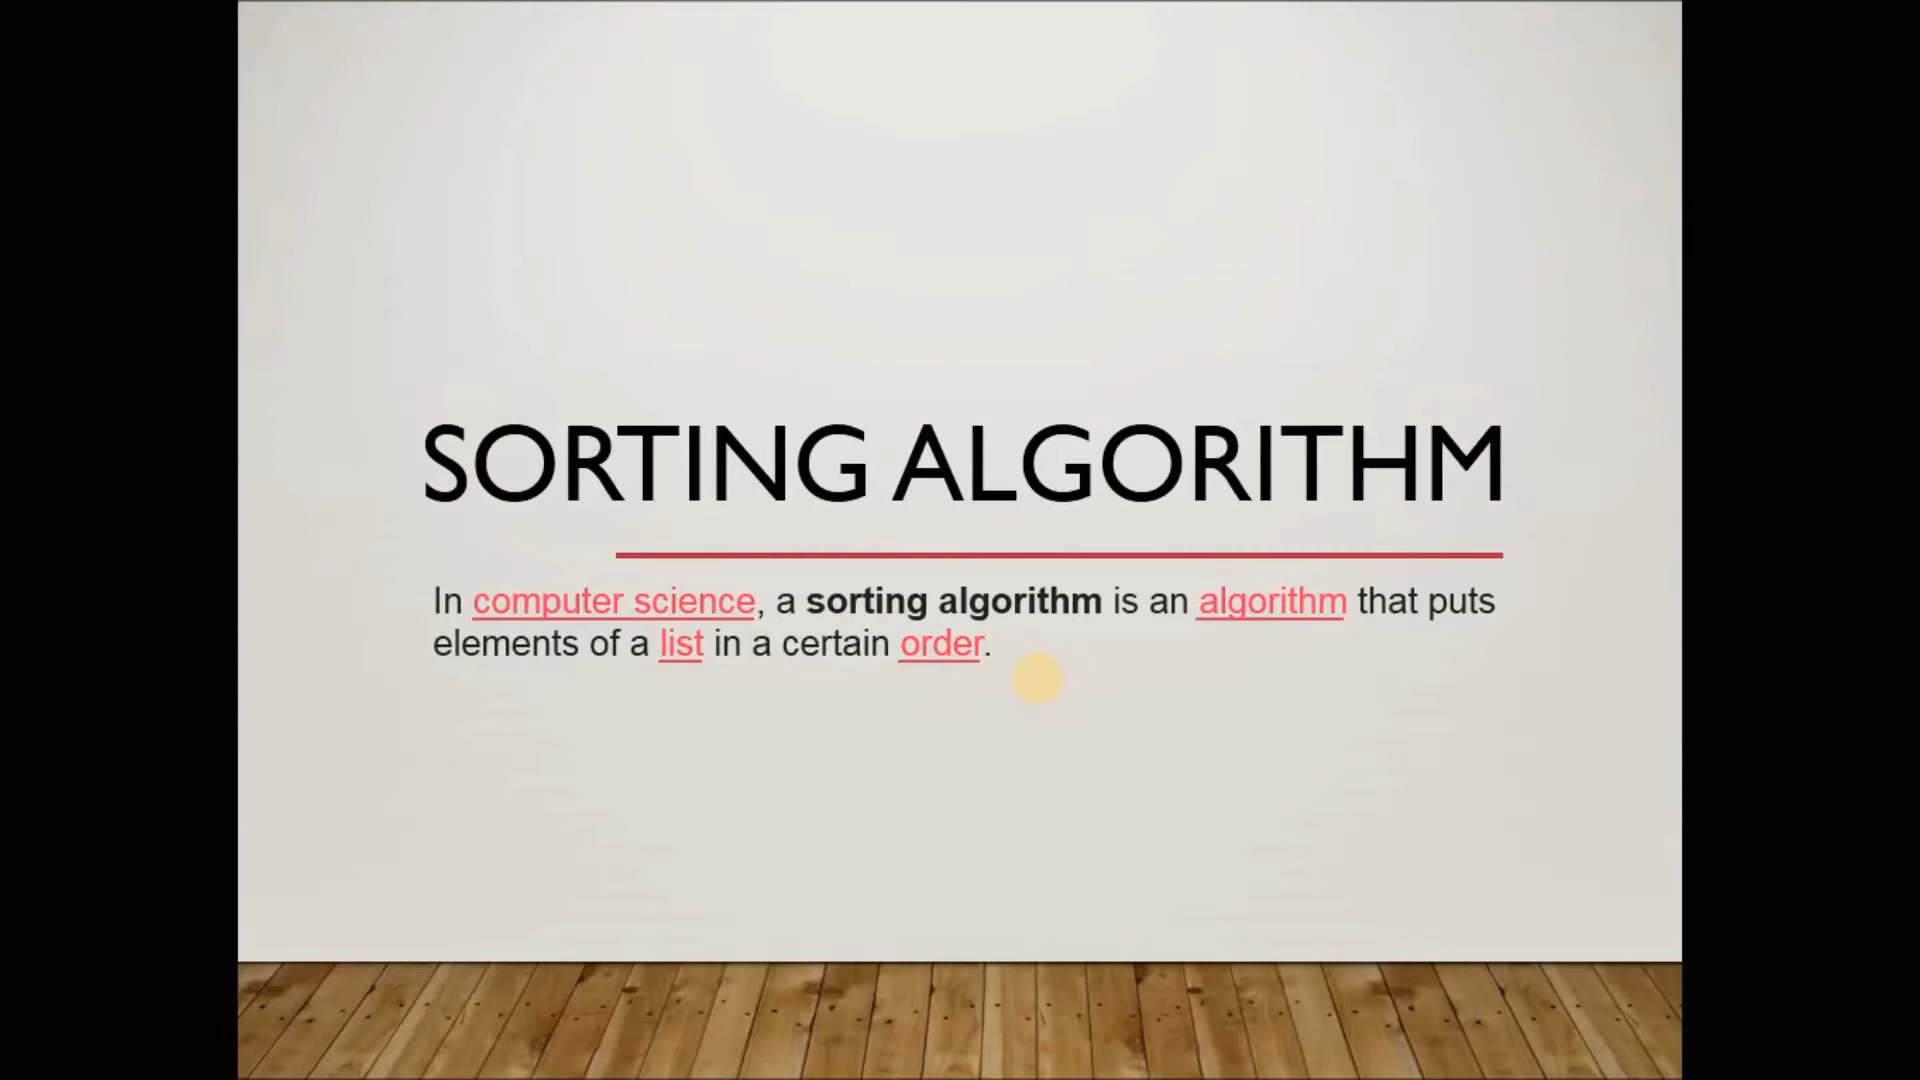 SORTING ALGORITHM
In computer science, a sorting algorithm is an algorithm that puts
elements of a list in a certain order.